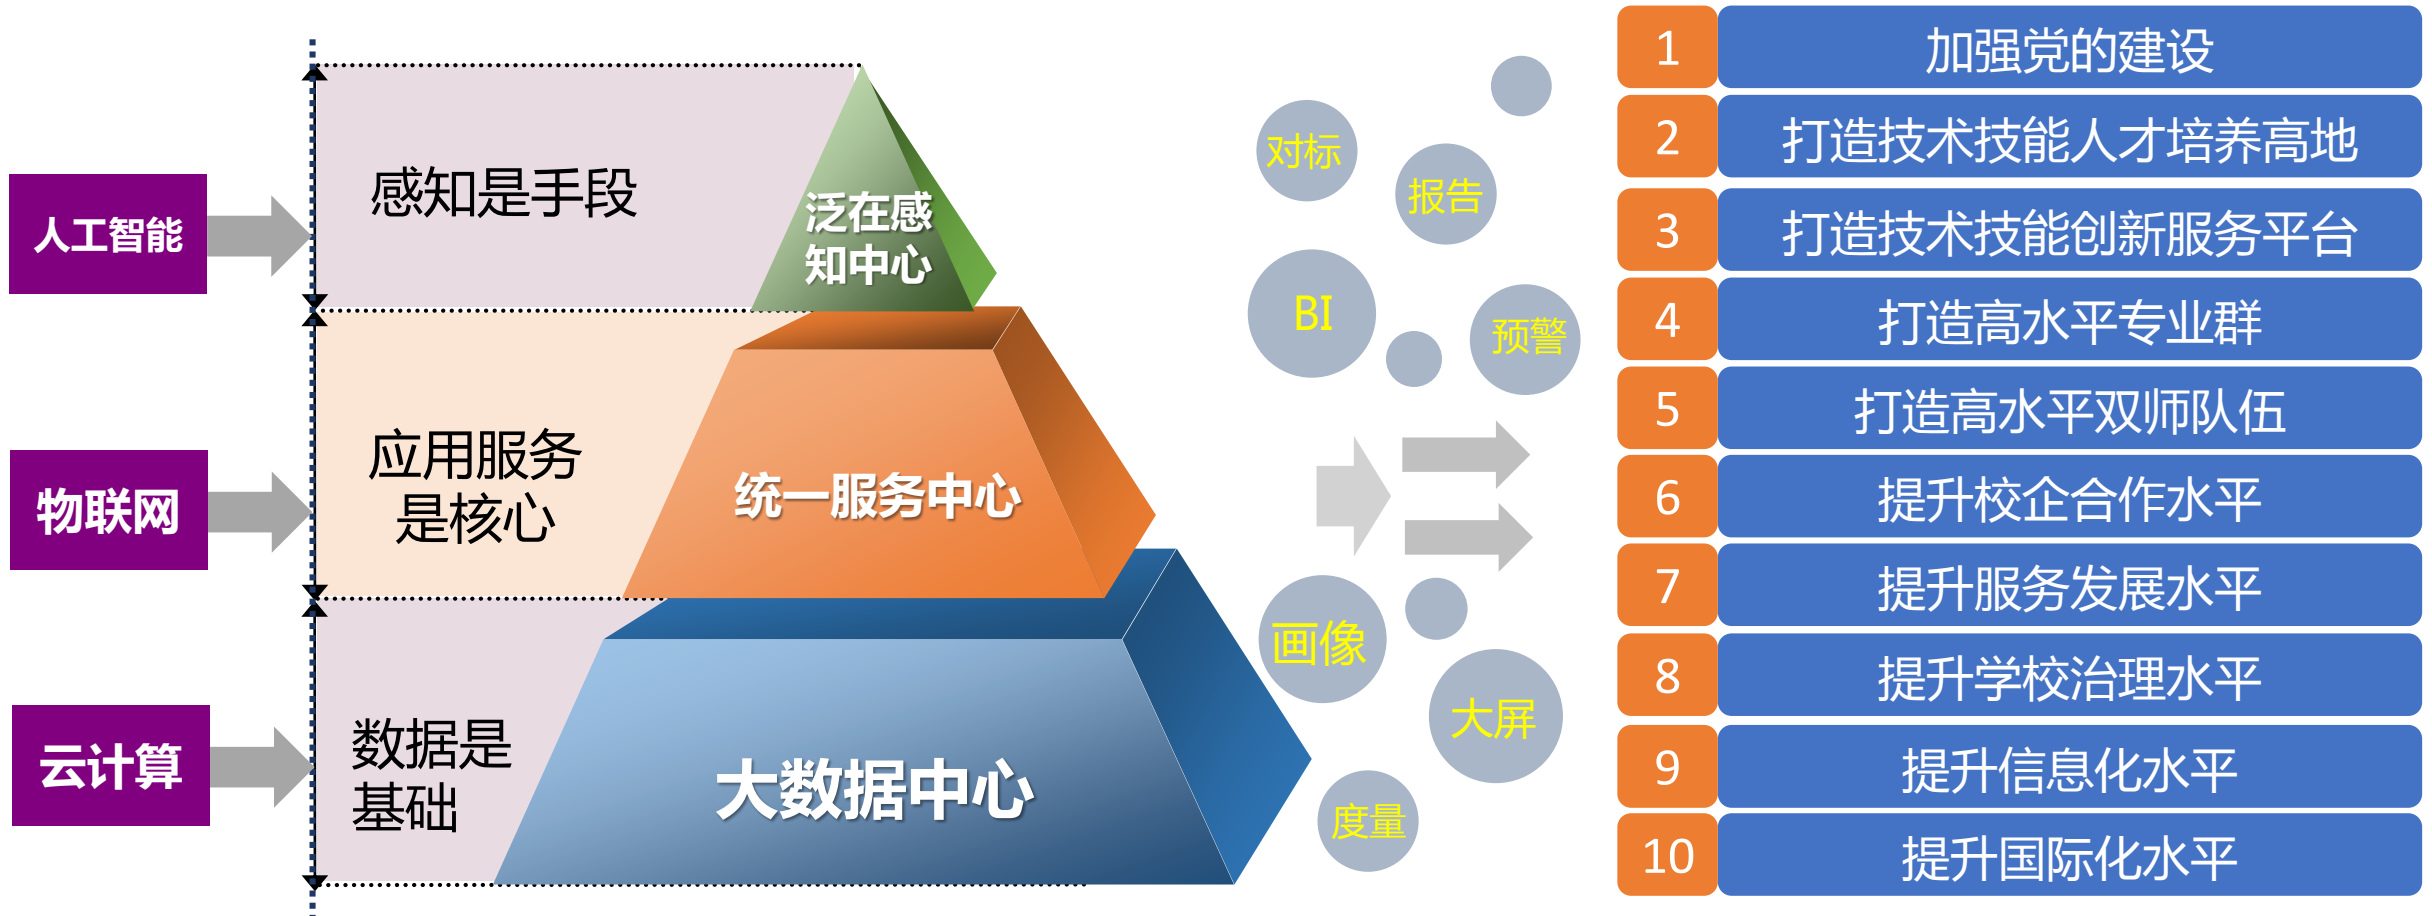 人工智能
物联网
云计算
感知是手段
应用服务
是核心
数据是
基础
泛在感
知中心
统一服务中心
大数据中心
对标
报告
BI
预警
画像
大屏
度量
1 加强党的建设
2 打造技术技能人才培养高地
3 打造技术技能创新服务平台
4 打造高水平专业群
5 打造高水平双师队伍
6 提升校企合作水平
7 提升服务发展水平
8 提升学校治理水平
9 提升信息化水平
10 提升国际化水平